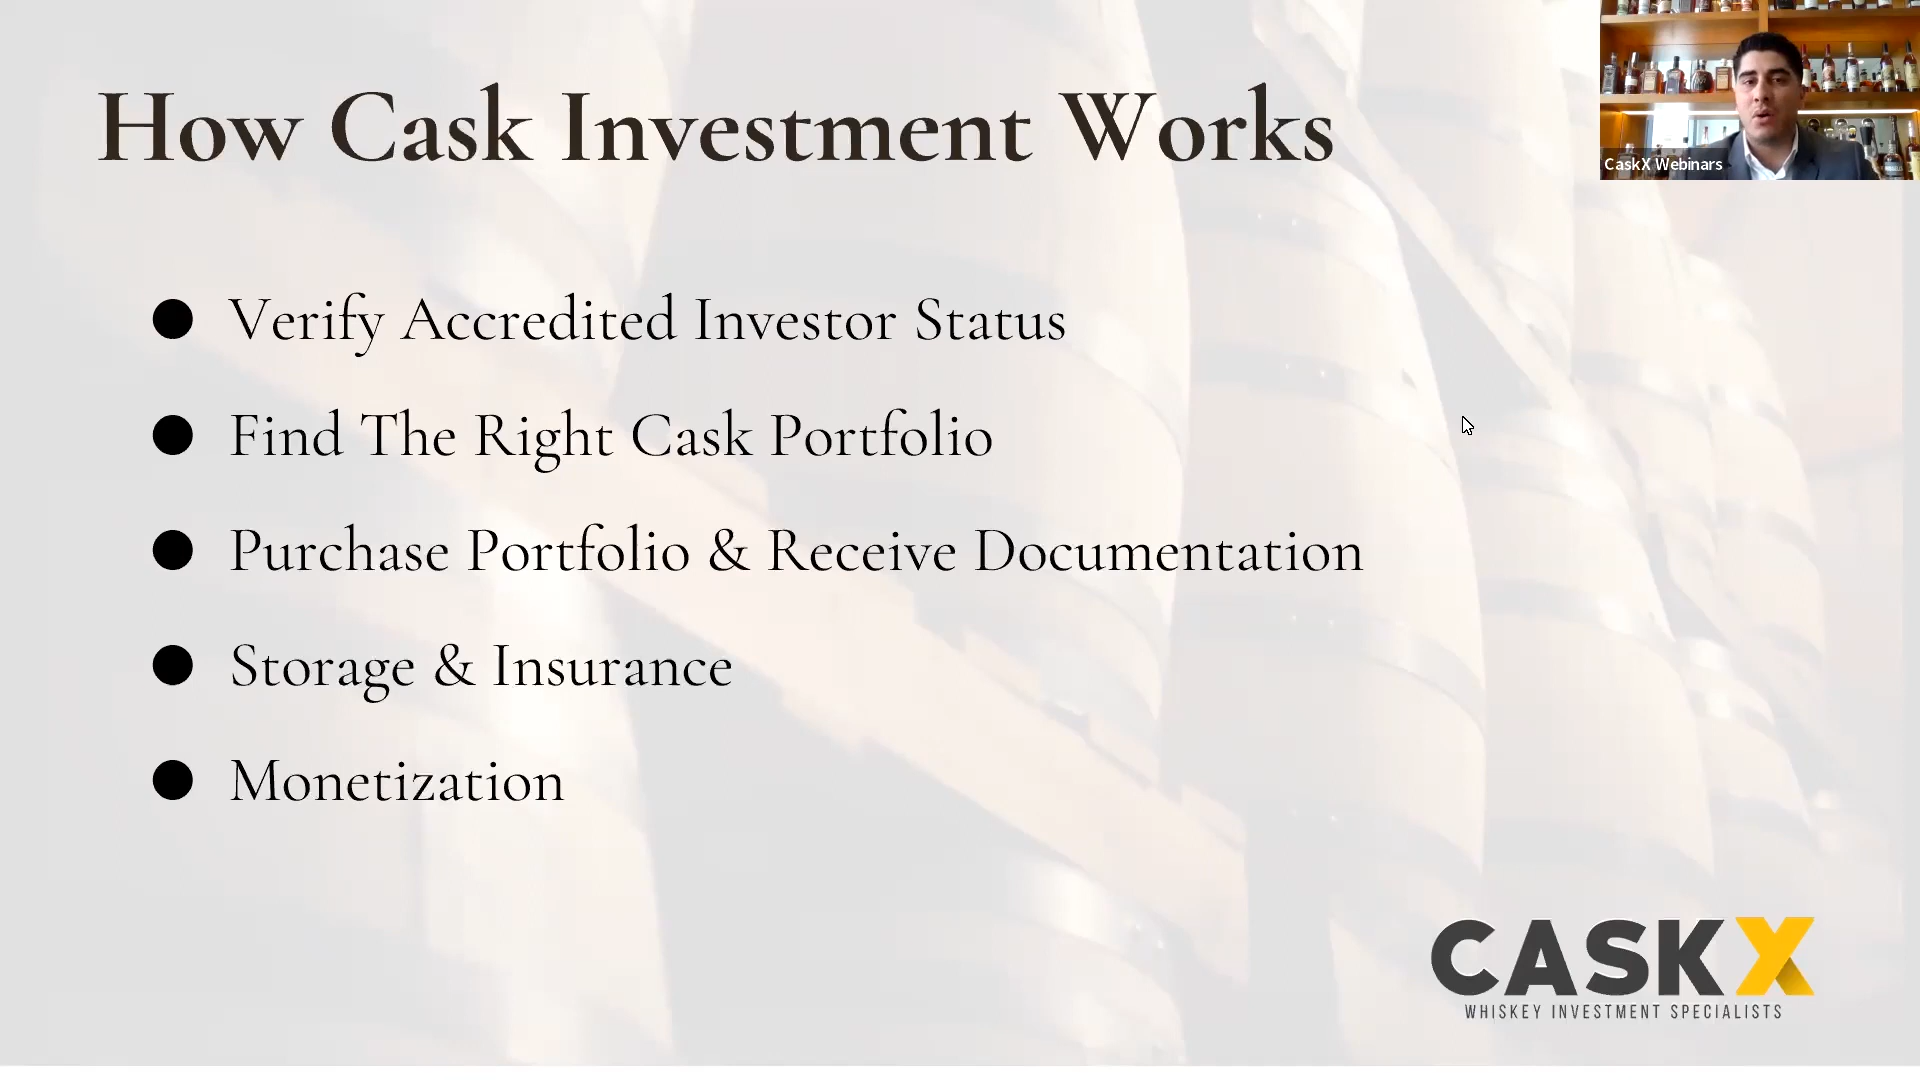 How Cask Investment Works
CaskX Webinars
Verify Accredited Investor Status
Find The Right Cask Portfolio
Purchase Portfolio & Receive Documentation
Storage & Insurance
Monetization
CASKX
WHISKEY INVESTMENT SPECIALISTS